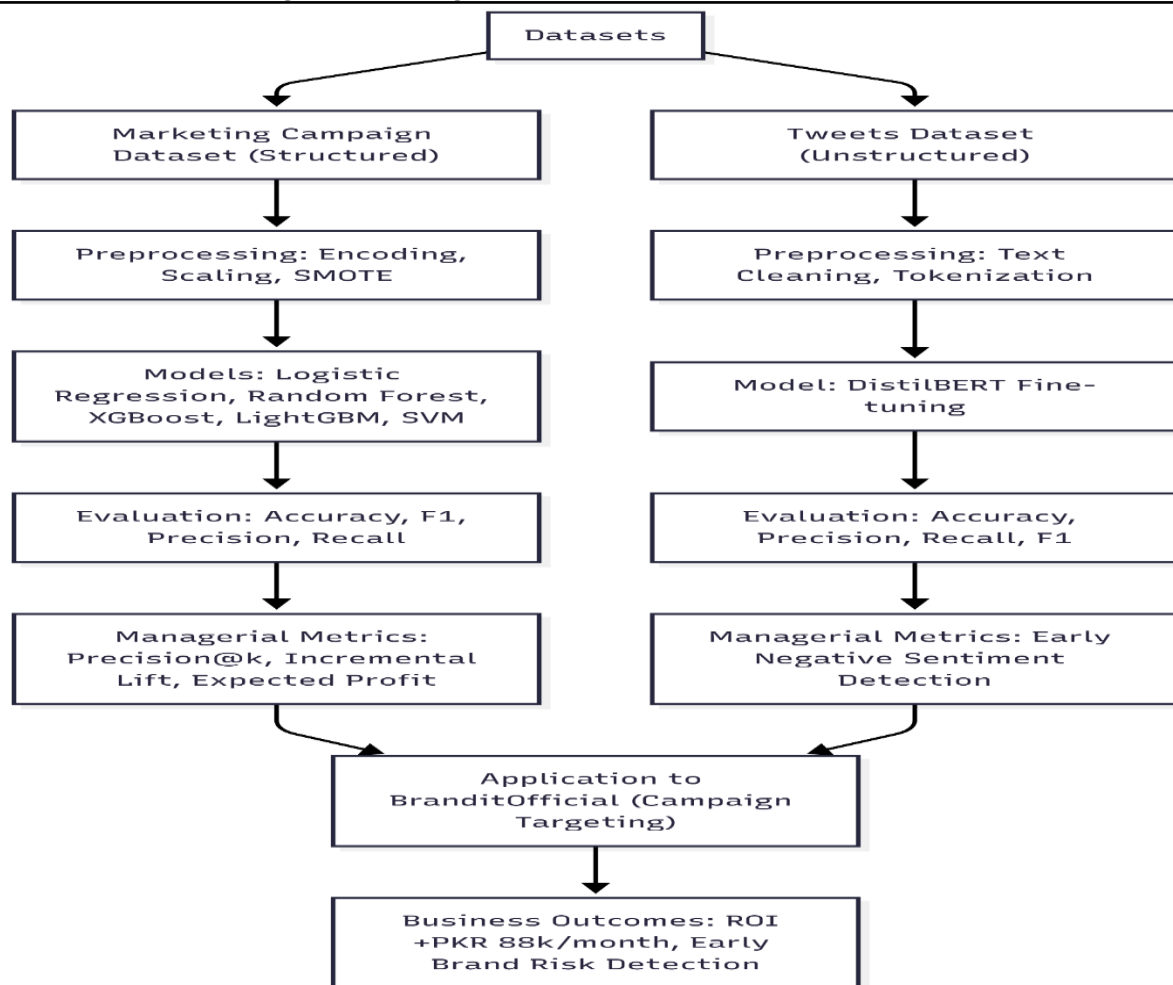 Datasets
Marketing Campaign
Dataset (Structured)
Tweets Dataset
(Unstructured)
Preprocessing: Encoding,
Scaling, SMOTE
Preprocessing: Text
Cleaning, Tokenization
Models: Logistic
Regression, Random Forest,
XGBoost, LightGBM, SVM
Model: DistilBERT Fine-
tuning
Evaluation: Accuracy, F1,
Precision, Recall
Evaluation: Accuracy,
Precision, Recall, F1
Managerial Metrics:
Precision@k, Incremental
Lift, Expected Profit
Managerial Metrics: Early
Negative Sentiment
Detection
Application to
BranditOfficial (Campaign
Targeting)
Business Outcomes: ROI
+PKR 88k/month, Early
Brand Risk Detection